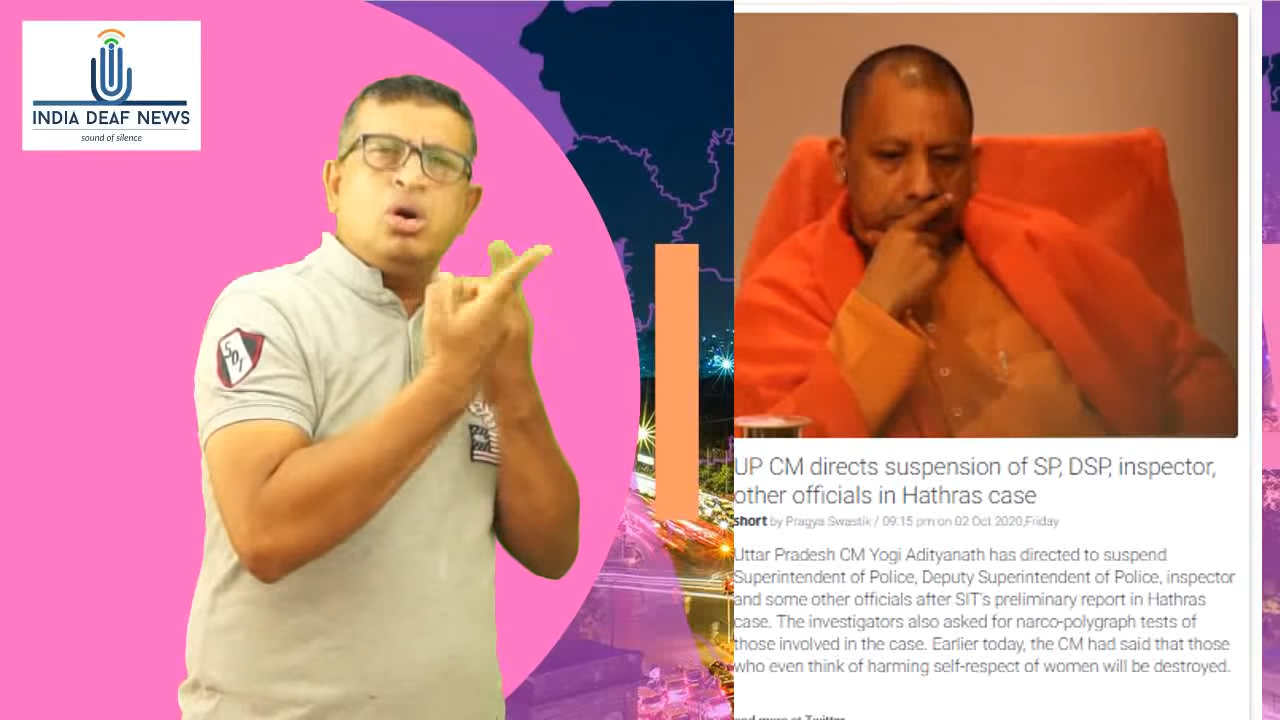 INDIA DEAF NEWS
sound of silence
SDI
UP CM directs suspension of SP, DSP, inspector,
other officials in Hathras case
short by Pragya Swastik / 09:15 pm on 02 Oct 2020,Friday
Uttar Pradesh CM Yogi Adityanath has directed to suspend
Superintendent of Police, Deputy Superintendent of Police, inspector
and some other officials after SIT's preliminary report in Hathras
case. The investigators also asked for narco-polygraph tests of
those involved in the case. Earlier today, the CM had said that those
who even think of harming self-respect of women will be destroyed.
more at Twitter